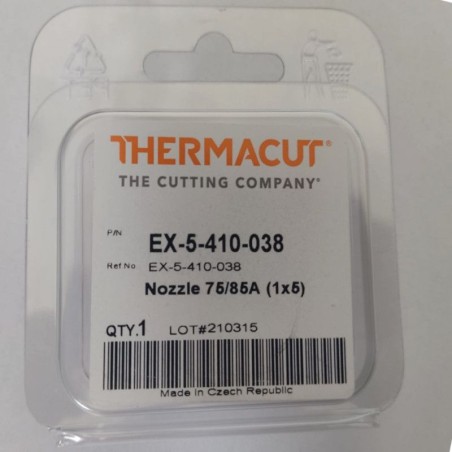 THERMACUT®
THE CUTTING COMPANY®
P/N EX-5-410-038
Ref No. EX-5-410-038
Nozzle 75/85A (1x5)
QTY.1 LOT#210315
Made in Czech Republic